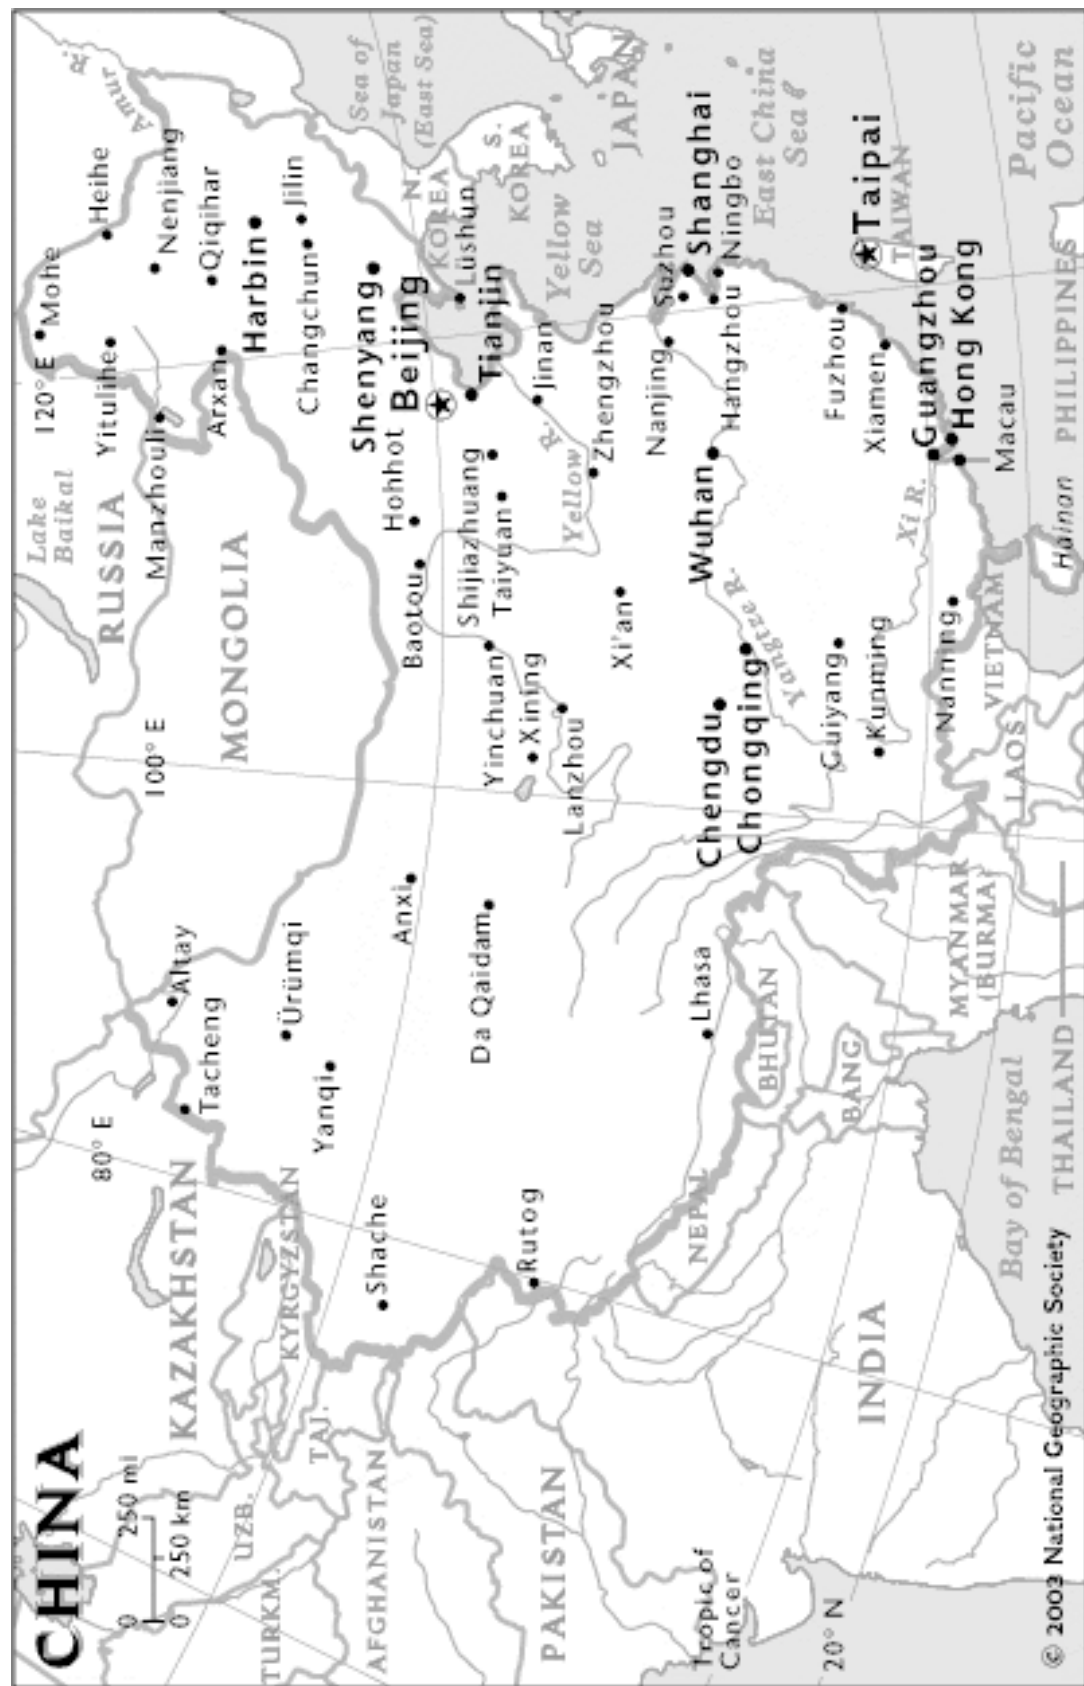 CHINA
0 250 mi
0 250 km
80° E
100° E
120° E
Lake
Baikal
RUSSIA
Amur R.
Mohe
Heihe
Yitulihe
Nenjiang
Manzhouli
Qiqihar
Arxan
Harbin
Jilin
Changchun
Shenyang
Sea of
Japan
(East Sea)
KAZAKHSTAN
Altay
Tacheng
MONGOLIA
Ürümqi
Yanqi
UZB.
TURKM.
KYRGYZSTAN
TAJ.
AFGHANISTAN
Shache
Anxi
Da Qaidam
Rutog
Hohhot
Baotou
Beijing
Tianjin
Lüshun
N.
KOREA
S.
KOREA
JAPAN
Yinchuan
Shijiazhuang
Taiyuan
Xining
Lanzhou
Jinan
Yellow R.
Yellow
Sea
Zhengzhou
Xi'an
PAKISTAN
Nanjing
Suzhou
Shanghai
Hangzhou
Ningbo
East China
Sea
Wuhan
Chengdu
Chongqing
Yangtze R.
Lhasa
NEPAL
BHUTAN
BANG.
INDIA
Tropic of
Cancer
20° N
Guiyang
Kunming
Fuzhou
Xiamen
Taipai
TAIWAN
Xi R.
Guangzhou
Hong Kong
Macau
Nanning
MYANMAR
(BURMA)
VIETNAM
LAOS
THAILAND
Hainan
PHILIPPINES
Pacific
Ocean
Bay of Bengal
© 2003 National Geographic Society